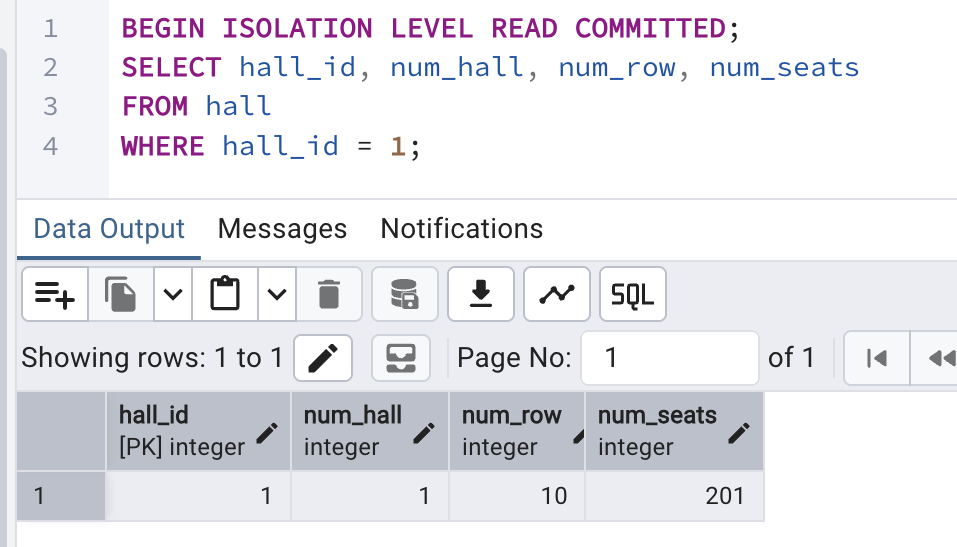 1 BEGIN ISOLATION LEVEL READ COMMITTED;
2 SELECT hall_id, num_hall, num_row, num_seats
3 FROM hall
4 WHERE hall_id = 1;
Data Output Messages Notifications
SQL
Showing rows: 1 to 1 Page No: 1 of 1
hall_id num_hall num_row num_seats
[PK] integer integer integer integer
1 1 1 10 201